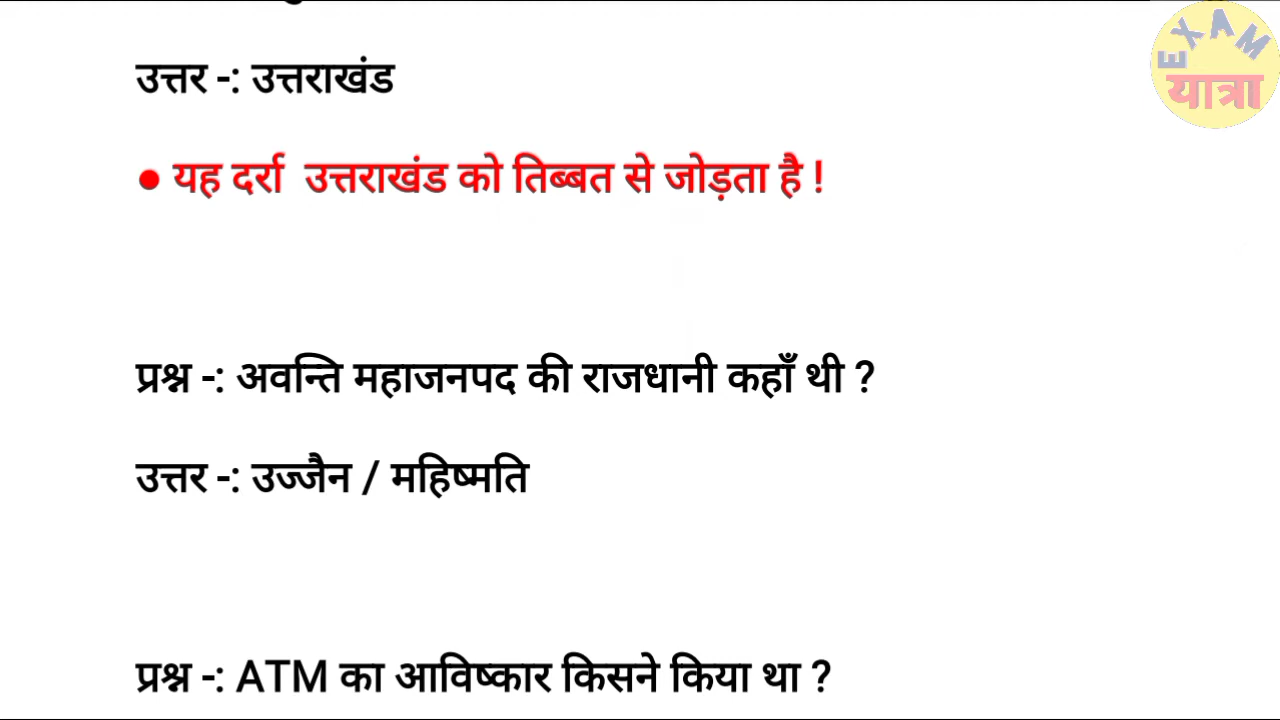 EXAM
यात्रा
उत्तर -: उत्तराखंड
● यह दर्रा उत्तराखंड को तिब्बत से जोड़ता है !
प्रश्न -: अवन्ति महाजनपद की राजधानी कहाँ थी ?
उत्तर -: उज्जैन / महिष्मति
प्रश्न -: ATM का आविष्कार किसने किया था ?